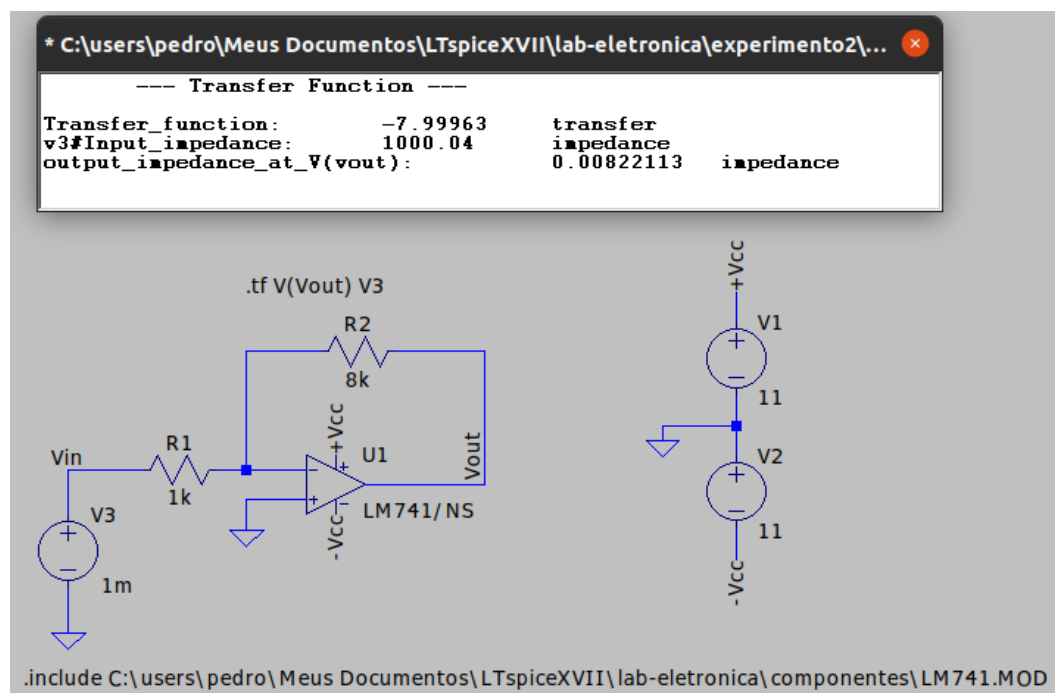 * C:\users\pedro\Meus Documentos\LTspiceXVII\lab-eletronica\experimento2\...
--- Transfer Function ---
Transfer_function: -7.99963 transfer
v3#Input_impedance: 1000.04 impedance
output_impedance_at_V(vout): 0.00822113 impedance
.tf V(Vout) V3
R2
8k
+Vcc
U1
Vout
LM741/NS
-Vcc
R1
1k
Vin
V3
1m
+Vcc
V1
11
V2
11
-Vcc
.include C:\users\pedro\Meus Documentos\LTspiceXVII\lab-eletronica\componentes\LM741.MOD